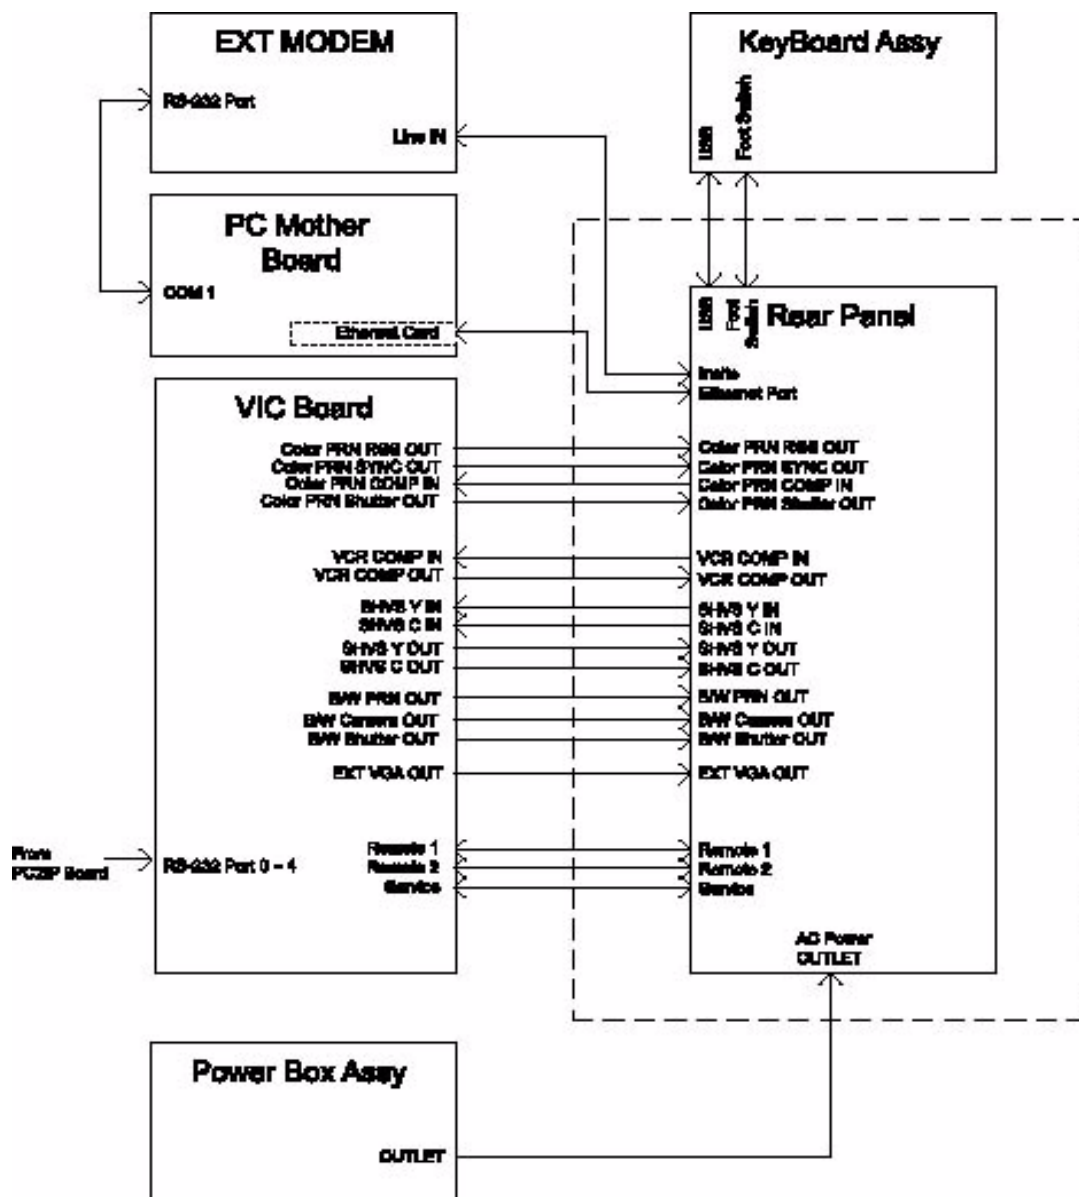 EXT MODEM
RS-232 Port
Line IN
KeyBoard Assy
USB
Foot Switch
PC Mother
Board
COM 1
Ethernet Card
USB
Foot
Switch
Rear Panel
Insite
Ethernet Port
VIC Board
Color PRN RGB OUT
Color PRN SYNC OUT
Color PRN COMP IN
Color PRN Shutter OUT
VCR COMP IN
VCR COMP OUT
SHVS Y IN
SHVS C IN
SHVS Y OUT
SHVS C OUT
B/W PRN OUT
B/W Camera OUT
B/W Shutter OUT
EXT VGA OUT
Remote 1
Remote 2
Service
RS-232 Port 0 - 4
From
Board
Color PRN RGB OUT
Color PRN SYNC OUT
Color PRN COMP IN
Color PRN Shutter OUT
VCR COMP IN
VCR COMP OUT
SHVS Y IN
SHVS C IN
SHVS Y OUT
SHVS C OUT
B/W PRN OUT
B/W Camera OUT
B/W Shutter OUT
EXT VGA OUT
Remote 1
Remote 2
Service
AC Power
OUTLET
Power Box Assy
OUTLET